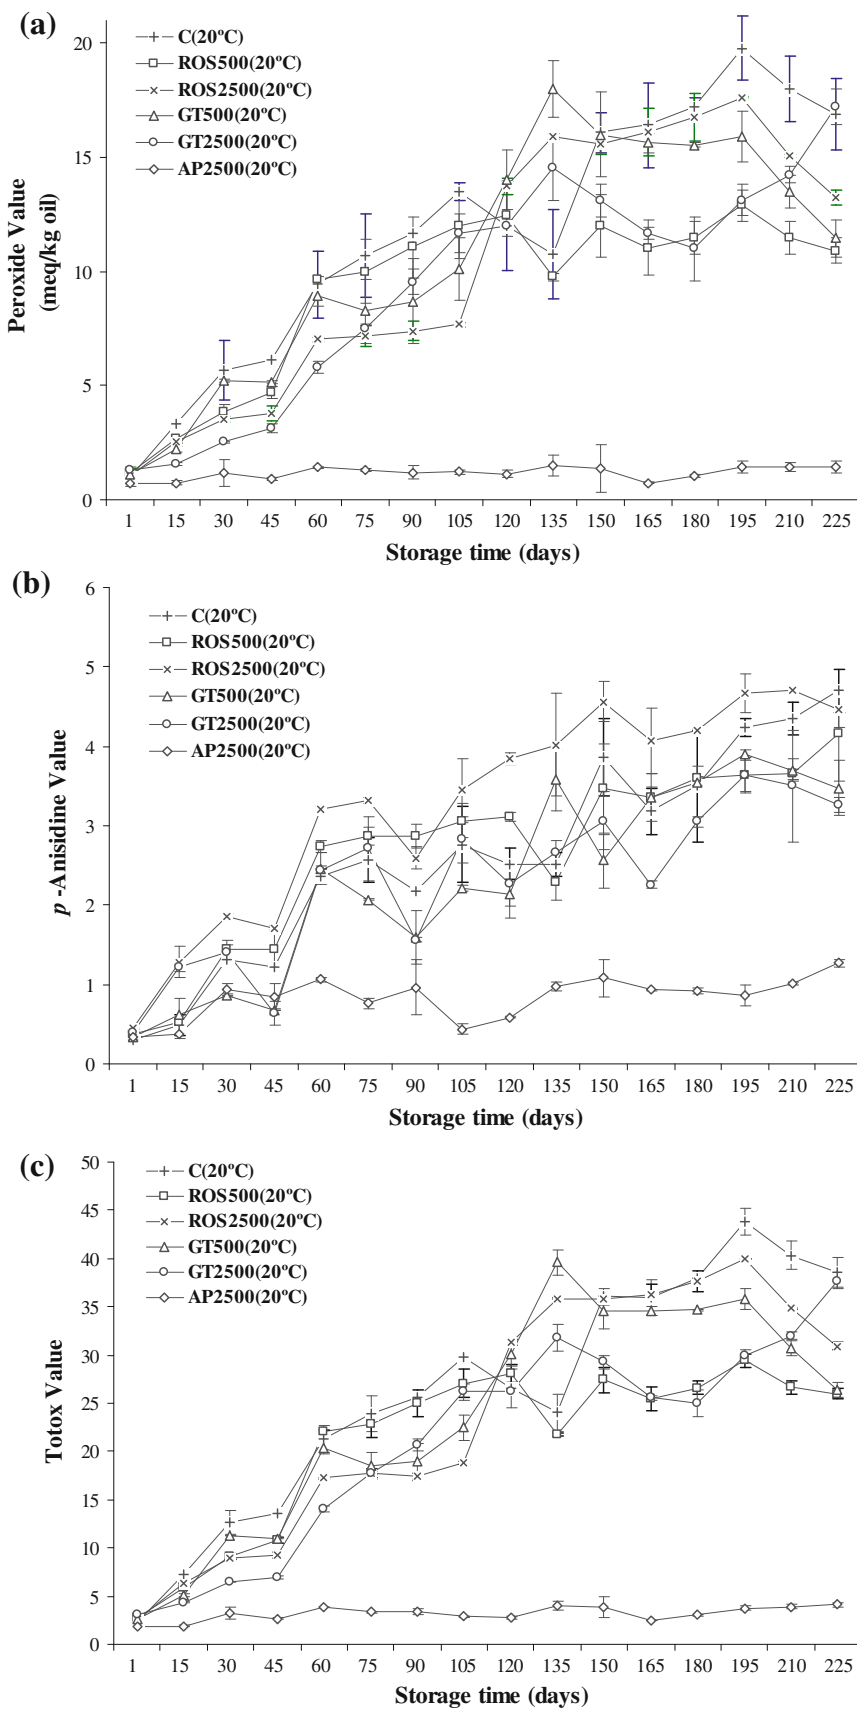 (a)
C(20ºC)
ROS500(20ºC)
ROS2500(20ºC)
GT500(20ºC)
GT2500(20ºC)
AP2500(20ºC)
Peroxide Value
(meq/kg oil)
20
15
10
5
0
1 15 30 45 60 75 90 105 120 135 150 165 180 195 210 225
Storage time (days)
(b)
C(20ºC)
ROS500(20ºC)
ROS2500(20ºC)
GT500(20ºC)
GT2500(20ºC)
AP2500(20ºC)
p -Anisidine Value
6
5
4
3
2
1
0
1 15 30 45 60 75 90 105 120 135 150 165 180 195 210 225
Storage time (days)
(c)
C(20ºC)
ROS500(20ºC)
ROS2500(20ºC)
GT500(20ºC)
GT2500(20ºC)
AP2500(20ºC)
Totox Value
50
45
40
35
30
25
20
15
10
5
0
1 15 30 45 60 75 90 105 120 135 150 165 180 195 210 225
Storage time (days)